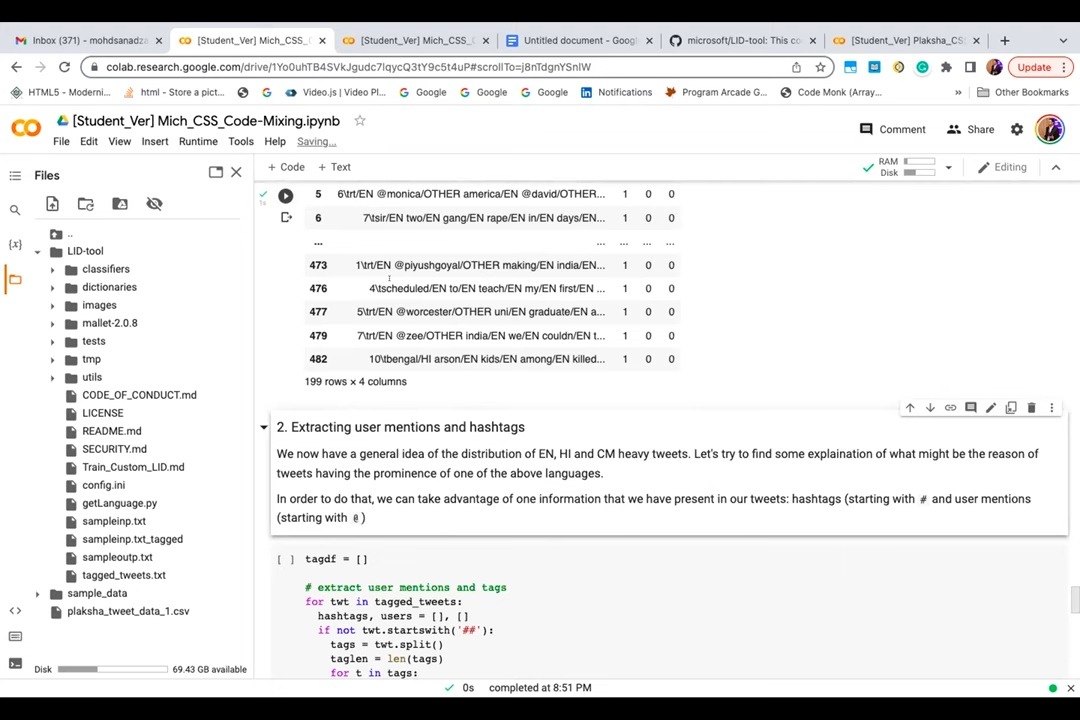 Inbox (371) - mohdsanadza
[Student_Ver] Mich_CSS_C
[Student_Ver] Mich_CSS_
Untitled document - Googl
microsoft/LID-tool: This co
[Student_Ver] Plaksha_CS
colab.research.google.com/drive/1Yo0uhTB4SVkJgudc7lqycQ3tY9c5t4uP#scrollTo=j8nTdgnYSnIW
Update
HTML5 - Moderni...
html - Store a pict...
Video.js | Video Pl...
Google
Google
Google
Notifications
Program Arcade G...
Code Monk (Array...
»
Other Bookmarks
[Student_Ver] Mich_CSS_Code-Mixing.ipynb
File Edit View Insert Runtime Tools Help Saving...
Comment
Share
Files
+ Code + Text
RAM
Disk
Editing
..
LID-tool
classifiers
dictionaries
images
mallet-2.0.8
tests
tmp
utils
CODE_OF_CONDUCT.md
LICENSE
README.md
SECURITY.md
Train_Custom_LID.md
config.ini
getLanguage.py
sampleinp.txt
sampleinp.txt_tagged
sampleoutp.txt
tagged_tweets.txt
sample_data
plaksha_tweet_data_1.csv
Disk 69.43 GB available
1s
5 6\trt/EN @monica/OTHER america/EN @david/OTHER... 1 0 0
6 7\tsir/EN two/EN gang/EN rape/EN in/EN days/EN... 1 0 0
... ... ... ... ...
473 1\trt/EN @piyushgoyal/OTHER making/EN india/EN... 1 0 0
476 4\tscheduled/EN to/EN teach/EN my/EN first/EN ... 1 0 0
477 5\trt/EN @worcester/OTHER uni/EN graduate/EN a... 1 0 0
479 7\trt/EN @zee/OTHER india/EN we/EN couldn/EN t... 1 0 0
482 10\tbengal/HI arson/EN kids/EN among/EN killed... 1 0 0
199 rows × 4 columns
2. Extracting user mentions and hashtags
We now have a general idea of the distribution of EN, HI and CM heavy tweets. Let's try to find some explaination of what might be the reason of
tweets having the prominence of one of the above languages.
In order to do that, we can take advantage of one information that we have present in our tweets: hashtags (starting with # and user mentions
(starting with @)
[ ] tagdf = []
# extract user mentions and tags
for twt in tagged_tweets:
hashtags, users = [], []
if not twt.startswith('##'):
tags = twt.split()
taglen = len(tags)
for t in tags:
0s completed at 8:51 PM